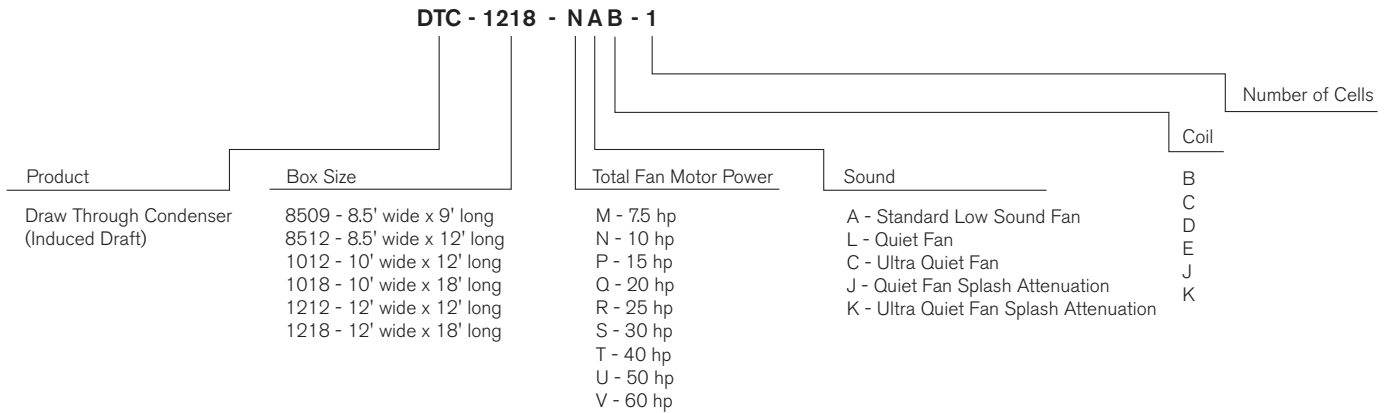 DTC - 1218 - N A B - 1
Number of Cells
Coil
B
C
D
E
J
K
Product
Draw Through Condenser
(Induced Draft)
Box Size
8509 - 8.5' wide x 9' long
8512 - 8.5' wide x 12' long
1012 - 10' wide x 12' long
1018 - 10' wide x 18' long
1212 - 12' wide x 12' long
1218 - 12' wide x 18' long
Total Fan Motor Power
M - 7.5 hp
N - 10 hp
P - 15 hp
Q - 20 hp
R - 25 hp
S - 30 hp
T - 40 hp
U - 50 hp
V - 60 hp
Sound
A - Standard Low Sound Fan
L - Quiet Fan
C - Ultra Quiet Fan
J - Quiet Fan Splash Attenuation
K - Ultra Quiet Fan Splash Attenuation